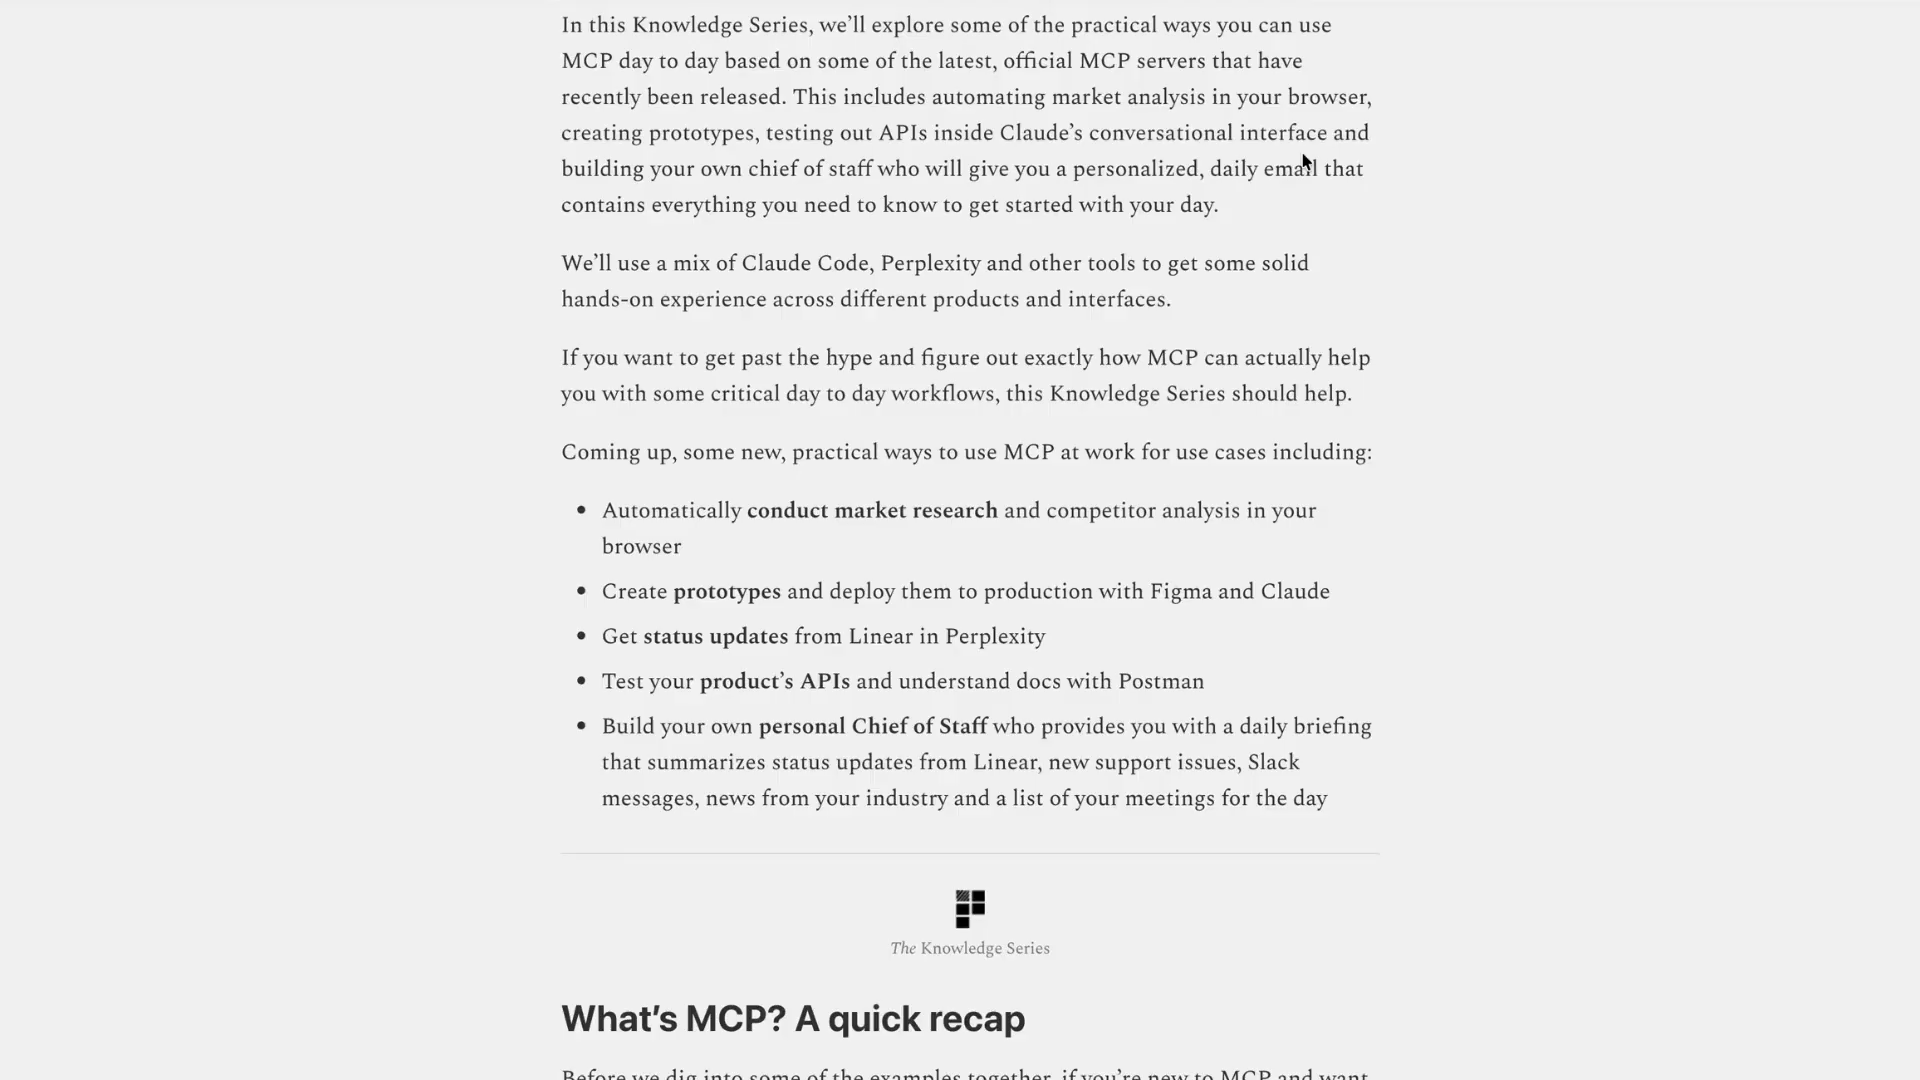 In this Knowledge Series, we’ll explore some of the practical ways you can use
MCP day to day based on some of the latest, official MCP servers that have
recently been released. This includes automating market analysis in your browser,
creating prototypes, testing out APIs inside Claude’s conversational interface and
building your own chief of staff who will give you a personalized, daily email that
contains everything you need to know to get started with your day.
We’ll use a mix of Claude Code, Perplexity and other tools to get some solid
hands-on experience across different products and interfaces.
If you want to get past the hype and figure out exactly how MCP can actually help
you with some critical day to day workflows, this Knowledge Series should help.
Coming up, some new, practical ways to use MCP at work for use cases including:
• Automatically conduct market research and competitor analysis in your
browser
• Create prototypes and deploy them to production with Figma and Claude
• Get status updates from Linear in Perplexity
• Test your product’s APIs and understand docs with Postman
• Build your own personal Chief of Staff who provides you with a daily briefing
that summarizes status updates from Linear, new support issues, Slack
messages, news from your industry and a list of your meetings for the day
The Knowledge Series
What’s MCP? A quick recap
Before we dig into some of the examples together, if you’re new to MCP and want